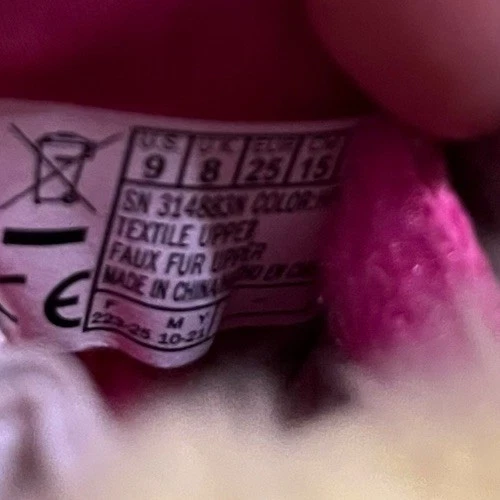 U.S. U.K. EUR CM
9 8 25 15
SN 314883N COLOR:
TEXTILE UPPER
FAUX FUR UPPER
MADE IN CHINA
F M Y
223-25 10-21
CE